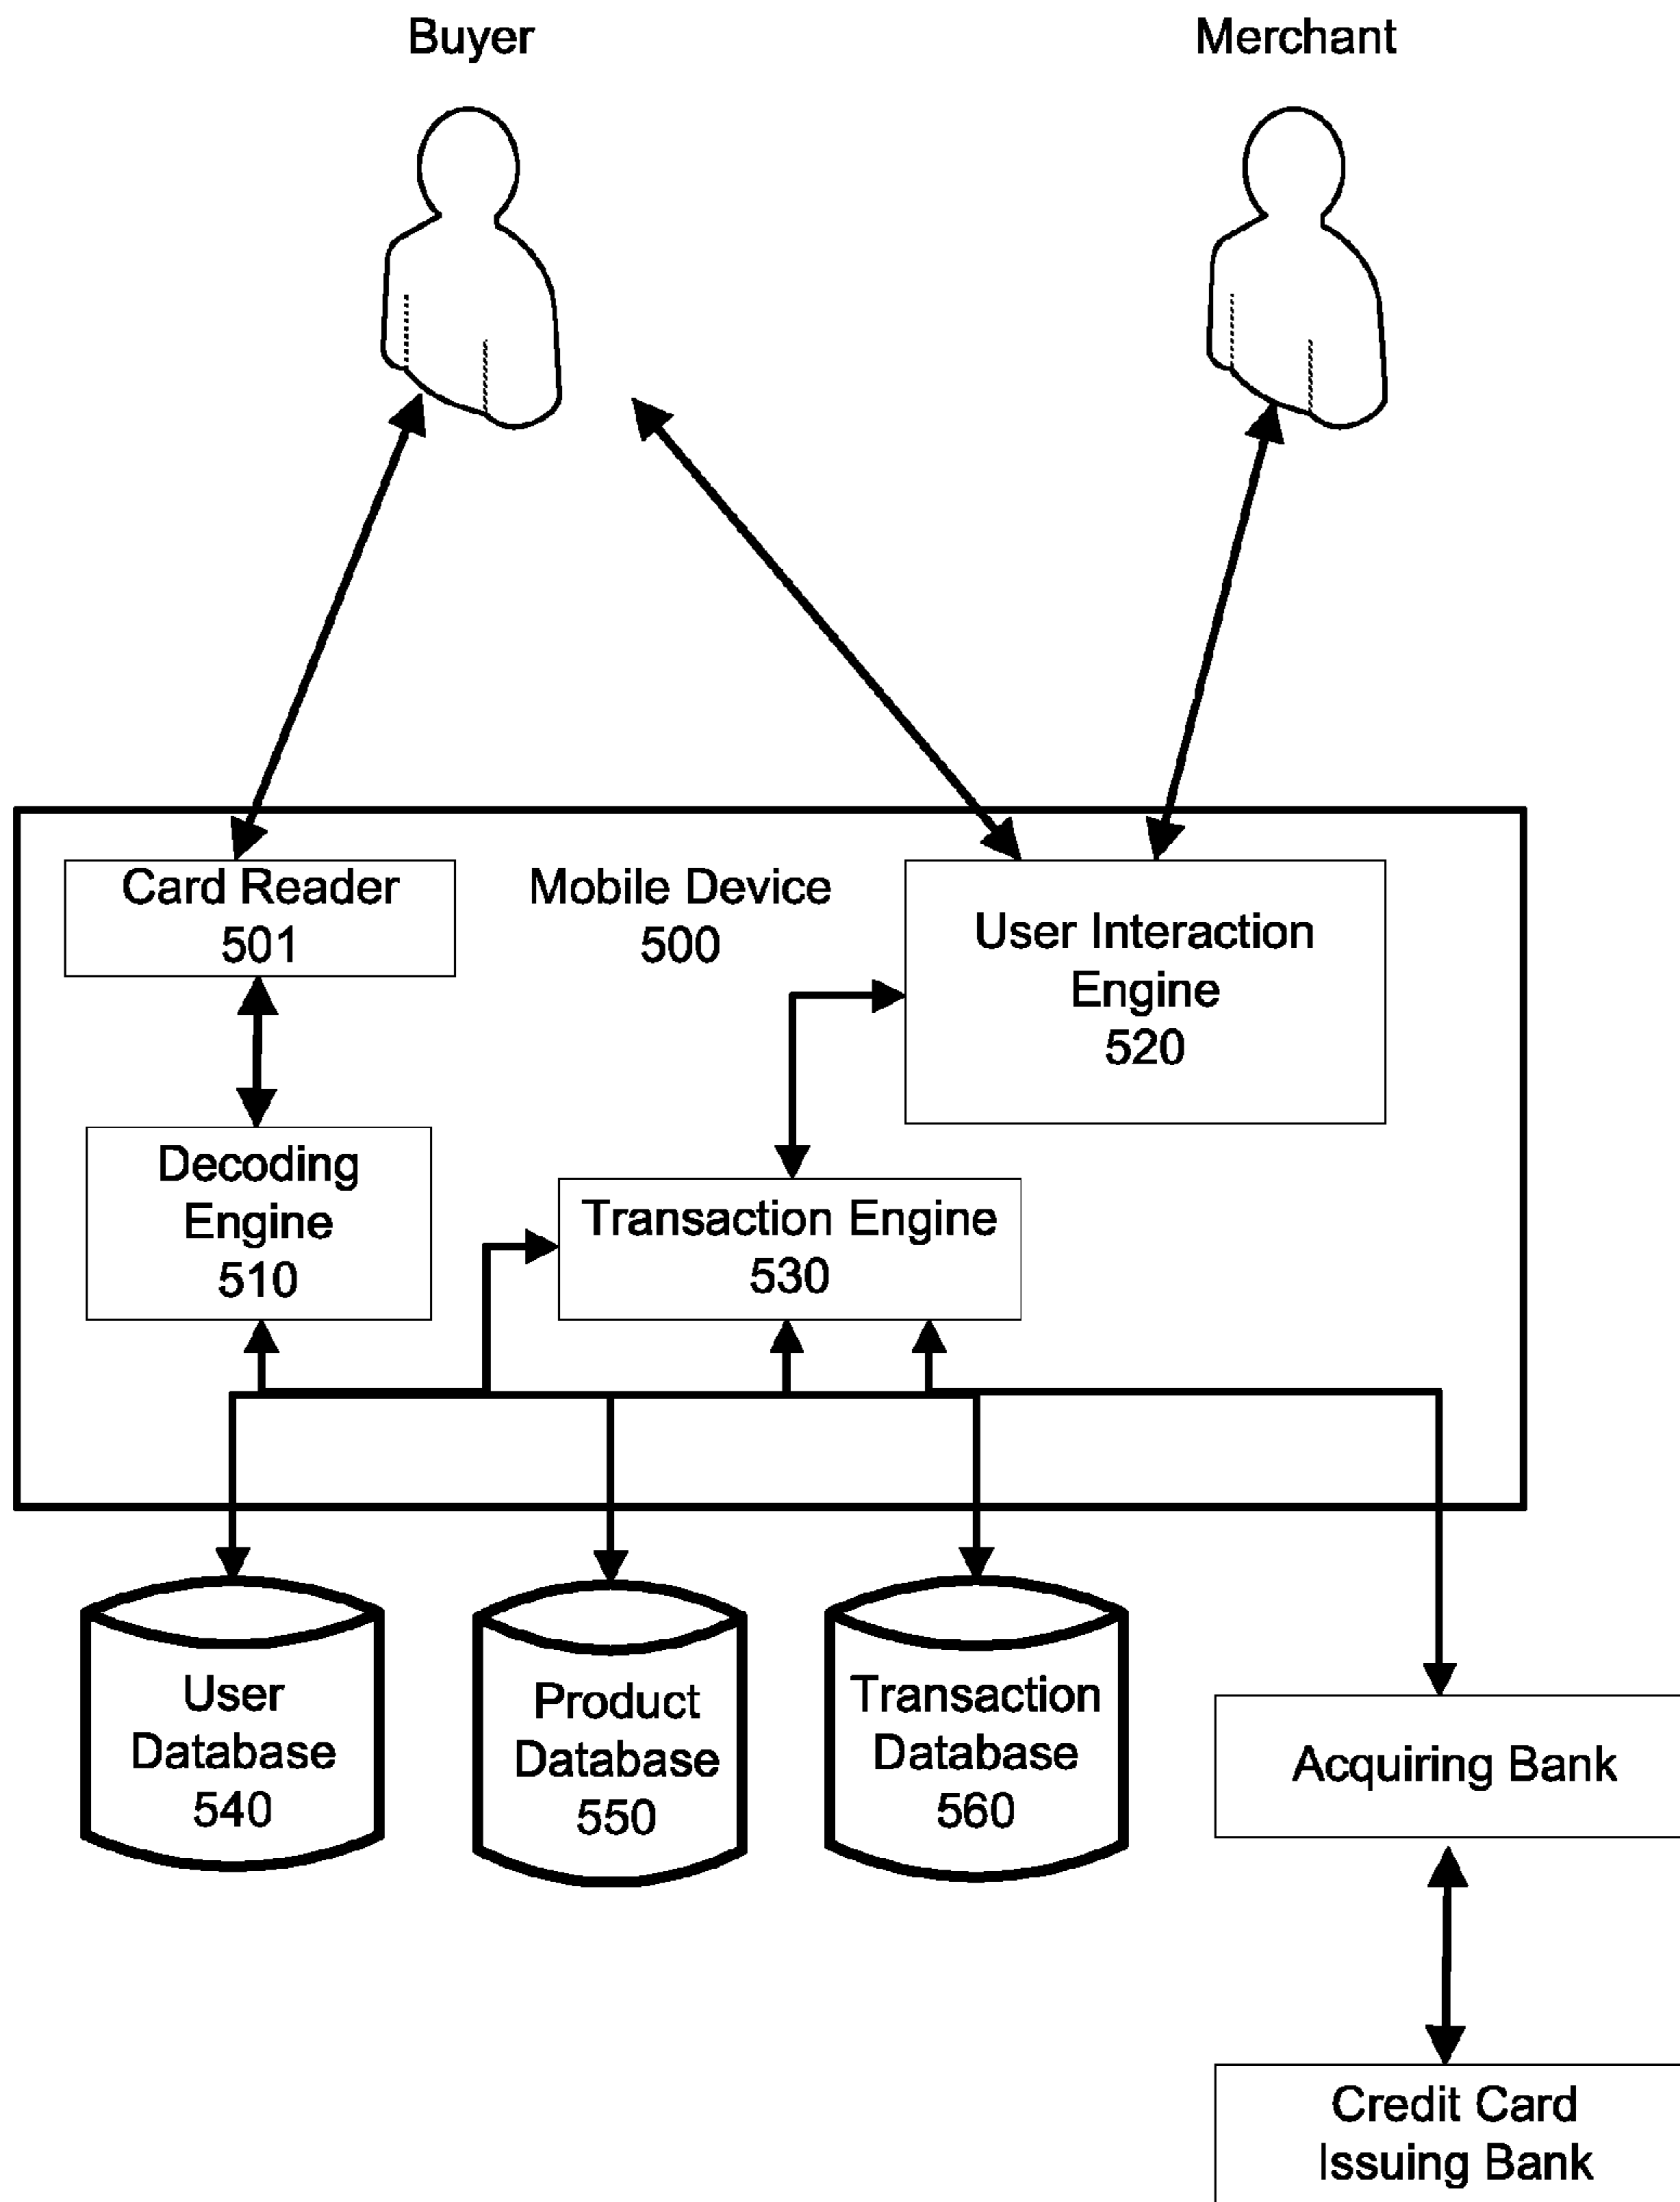 Buyer
Merchant
Card Reader
501
Mobile Device
500
User Interaction
Engine
520
Decoding
Engine
510
Transaction Engine
530
User
Database
540
Product
Database
550
Transaction
Database
560
Acquiring Bank
Credit Card
Issuing Bank